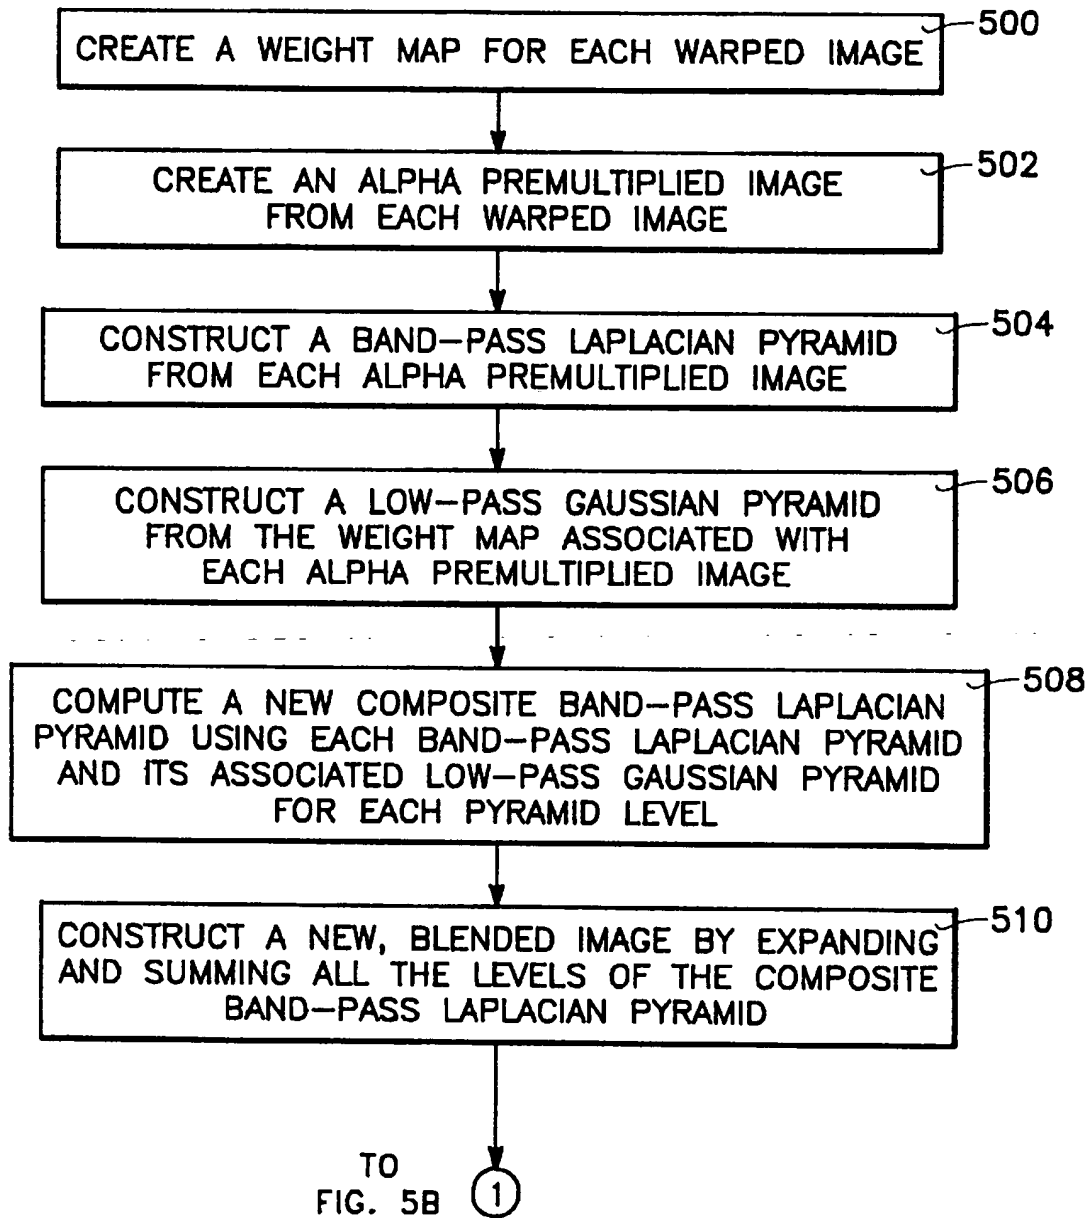 500
CREATE A WEIGHT MAP FOR EACH WARPED IMAGE
502
CREATE AN ALPHA PREMULTIPLIED IMAGE
FROM EACH WARPED IMAGE
504
CONSTRUCT A BAND-PASS LAPLACIAN PYRAMID
FROM EACH ALPHA PREMULTIPLIED IMAGE
506
CONSTRUCT A LOW-PASS GAUSSIAN PYRAMID
FROM THE WEIGHT MAP ASSOCIATED WITH
EACH ALPHA PREMULTIPLIED IMAGE
508
COMPUTE A NEW COMPOSITE BAND-PASS LAPLACIAN
PYRAMID USING EACH BAND-PASS LAPLACIAN PYRAMID
AND ITS ASSOCIATED LOW-PASS GAUSSIAN PYRAMID
FOR EACH PYRAMID LEVEL
510
CONSTRUCT A NEW, BLENDED IMAGE BY EXPANDING
AND SUMMING ALL THE LEVELS OF THE COMPOSITE
BAND-PASS LAPLACIAN PYRAMID
TO
FIG. 5B 1